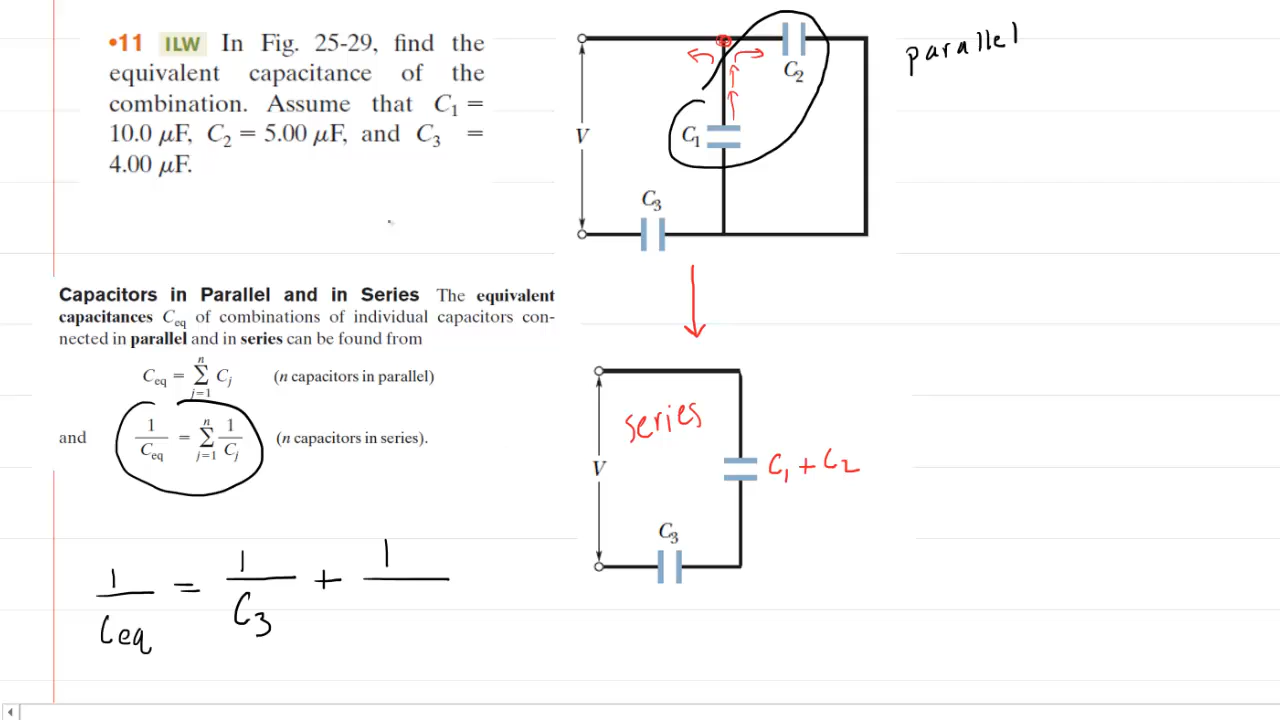 •11 ILW In Fig. 25-29, find the
equivalent capacitance of the
combination. Assume that C₁ =
10.0 μF, C₂ = 5.00 μF, and C₃ =
4.00 μF.
C₂
parallel
V
C₁
C₃
Capacitors in Parallel and in Series The equivalent
capacitances Ceq of combinations of individual capacitors con-
nected in parallel and in series can be found from
Ceq = Σ_{j=1}^{n} Cj (n capacitors in parallel)
and 1/Ceq = Σ_{j=1}^{n} 1/Cj (n capacitors in series).
series
V
C₁ + C₂
C₃
1/Ceq = 1/C₃ + 1/